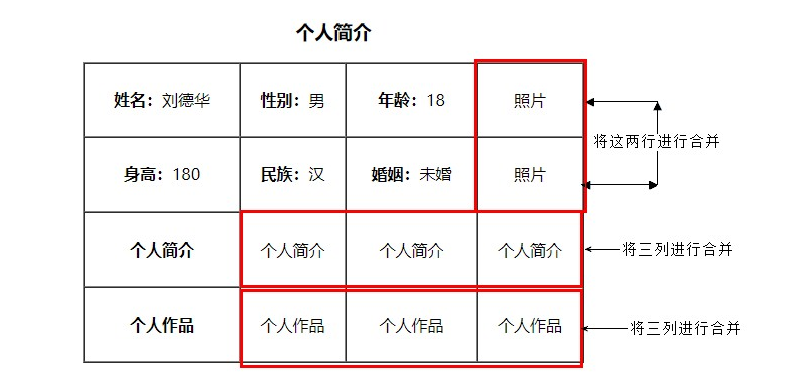 个人简介
姓名：刘德华 性别：男 年龄：18 照片
将这两行进行合并
身高：180 民族：汉 婚姻：未婚 照片
个人简介 个人简介 个人简介 个人简介 将三列进行合并
个人作品 个人作品 个人作品 个人作品 将三列进行合并